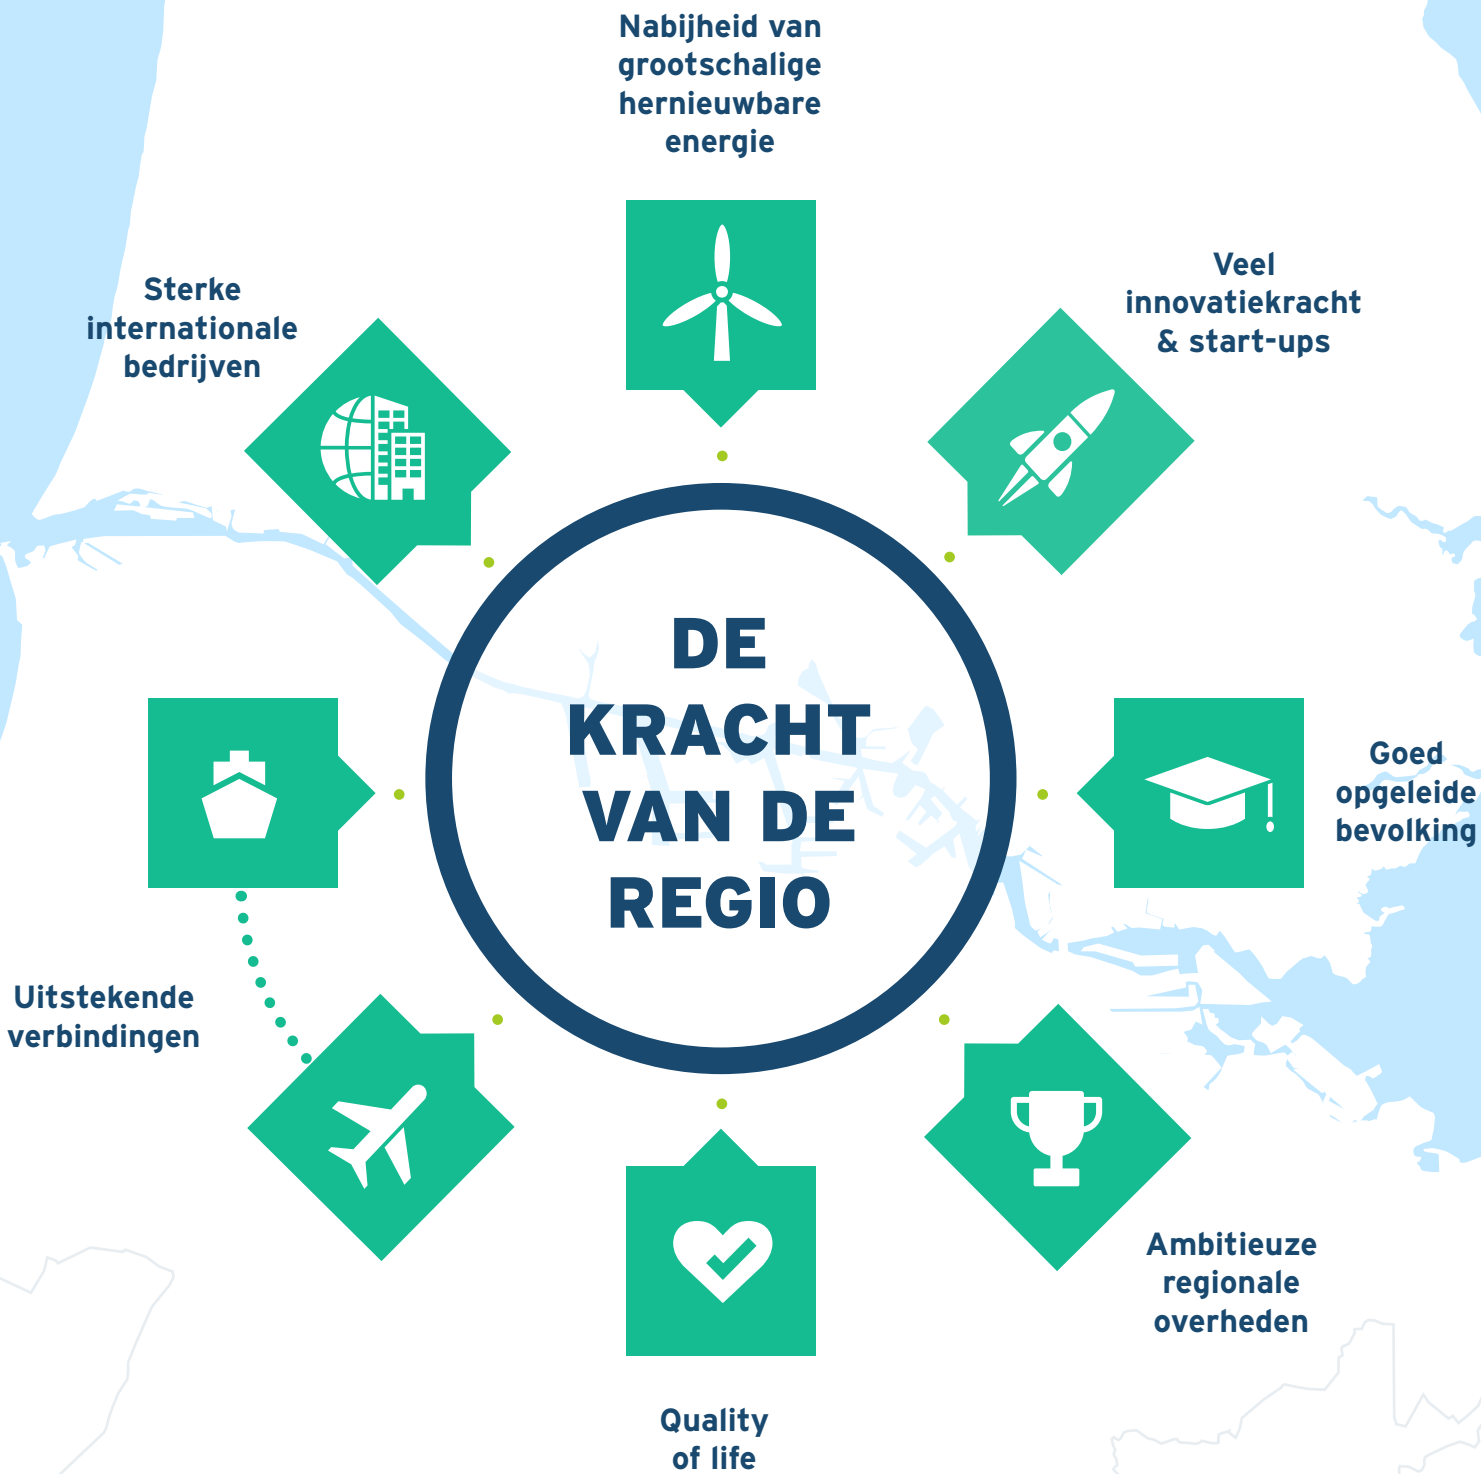 Nabijheid van
grootschalige
hernieuwbare
energie
Veel
innovatiekracht
& start-ups
Sterke
internationale
bedrijven
DE
KRACHT
VAN DE
REGIO
Goed
opgeleide
bevolking
Uitstekende
verbindingen
Ambitieuze
regionale
overheden
Quality
of life